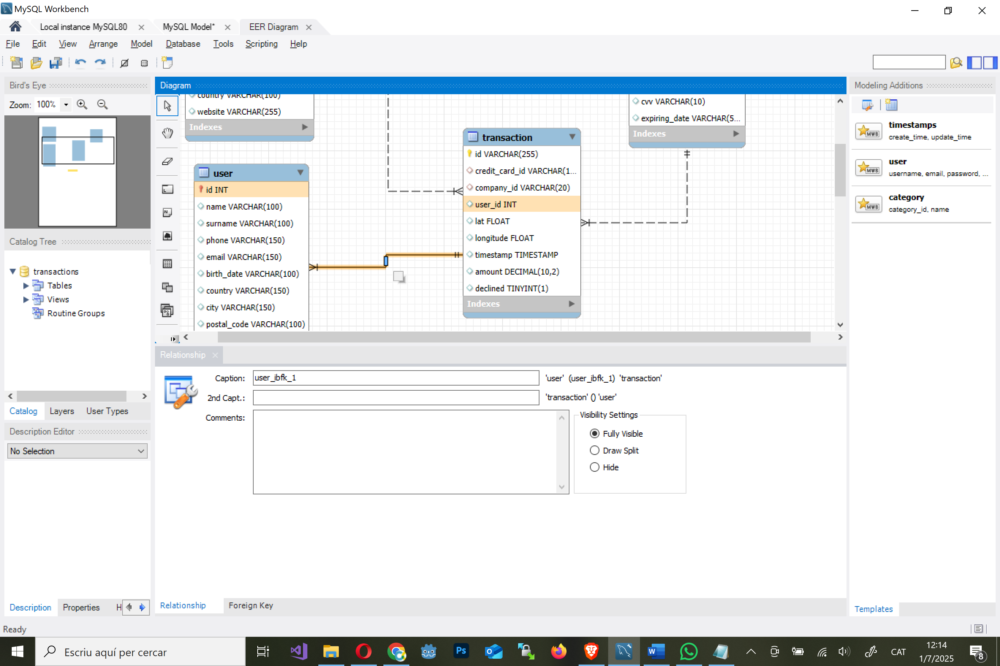 MySQL Workbench
Local instance MySQL80
MySQL Model*
EER Diagram
File Edit View Arrange Model Database Tools Scripting Help
Bird's Eye
Zoom: 100%
Catalog Tree
transactions
Tables
Views
Routine Groups
Catalog Layers User Types
Description Editor
No Selection
Description Properties H
Diagram
country VARCHAR(100)
website VARCHAR(255)
Indexes
user
id INT
name VARCHAR(100)
surname VARCHAR(100)
phone VARCHAR(150)
email VARCHAR(150)
birth_date VARCHAR(100)
country VARCHAR(150)
city VARCHAR(150)
postal_code VARCHAR(100)
transaction
id VARCHAR(255)
credit_card_id VARCHAR(1...
company_id VARCHAR(20)
user_id INT
lat FLOAT
longitude FLOAT
timestamp TIMESTAMP
amount DECIMAL(10,2)
declined TINYINT(1)
Indexes
cvv VARCHAR(10)
expiring_date VARCHAR(5...
Indexes
Relationship
Caption: user_ibfk_1 'user' (user_ibfk_1) 'transaction'
2nd Capt.: 'transaction' () 'user'
Comments:
Visibility Settings
Fully Visible
Draw Split
Hide
Relationship Foreign Key
Modeling Additions
MWB
timestamps
create_time, update_time
MWB
user
username, email, password, ...
MWB
category
category_id, name
Templates
Ready
Escriu aquí per cercar
Ps
CAT
12:14
1/7/2025
8